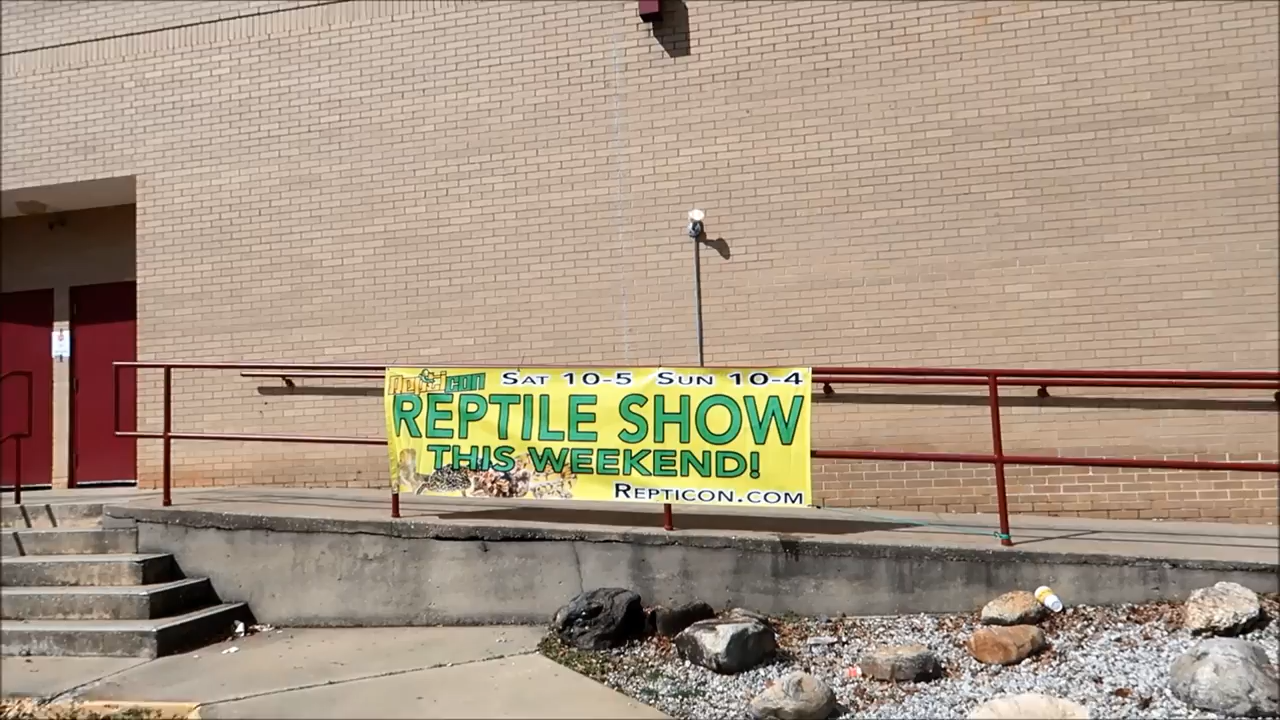 Repticon SAT 10-5 SUN 10-4
REPTILE SHOW
THIS WEEKEND!
REPTICON.COM